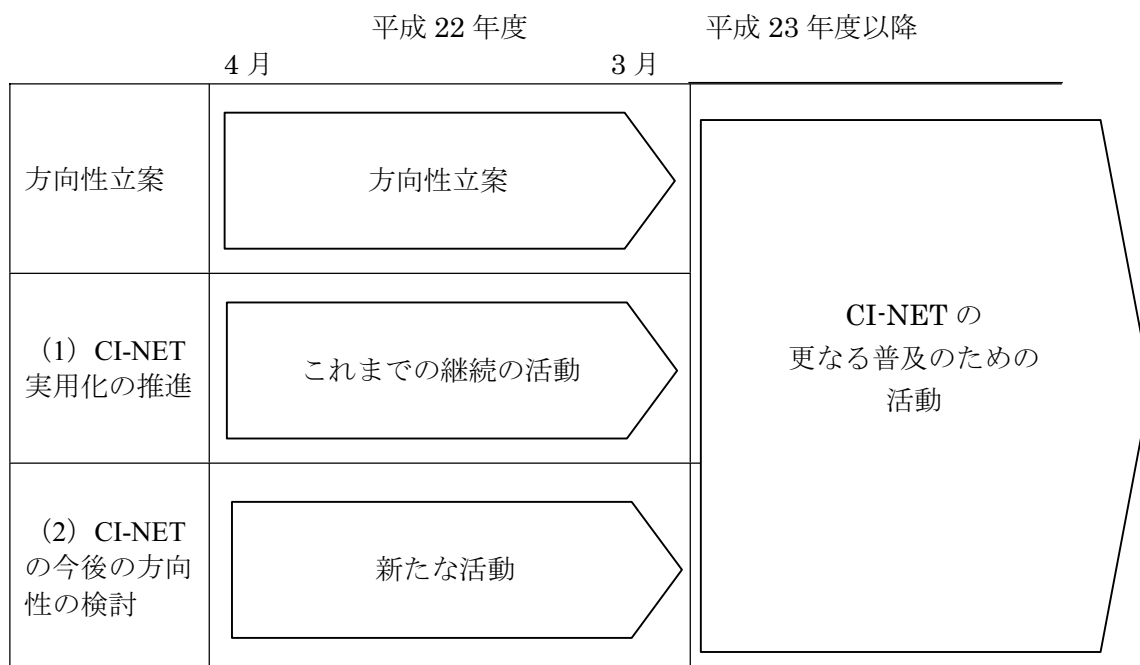 平成 22 年度
平成 23 年度以降
4 月
3 月
方向性立案
方向性立案
（1）CI-NET
実用化の推進
これまでの継続の活動
（2）CI-NET
の今後の方向
性の検討
新たな活動
CI-NET の
更なる普及のための
活動